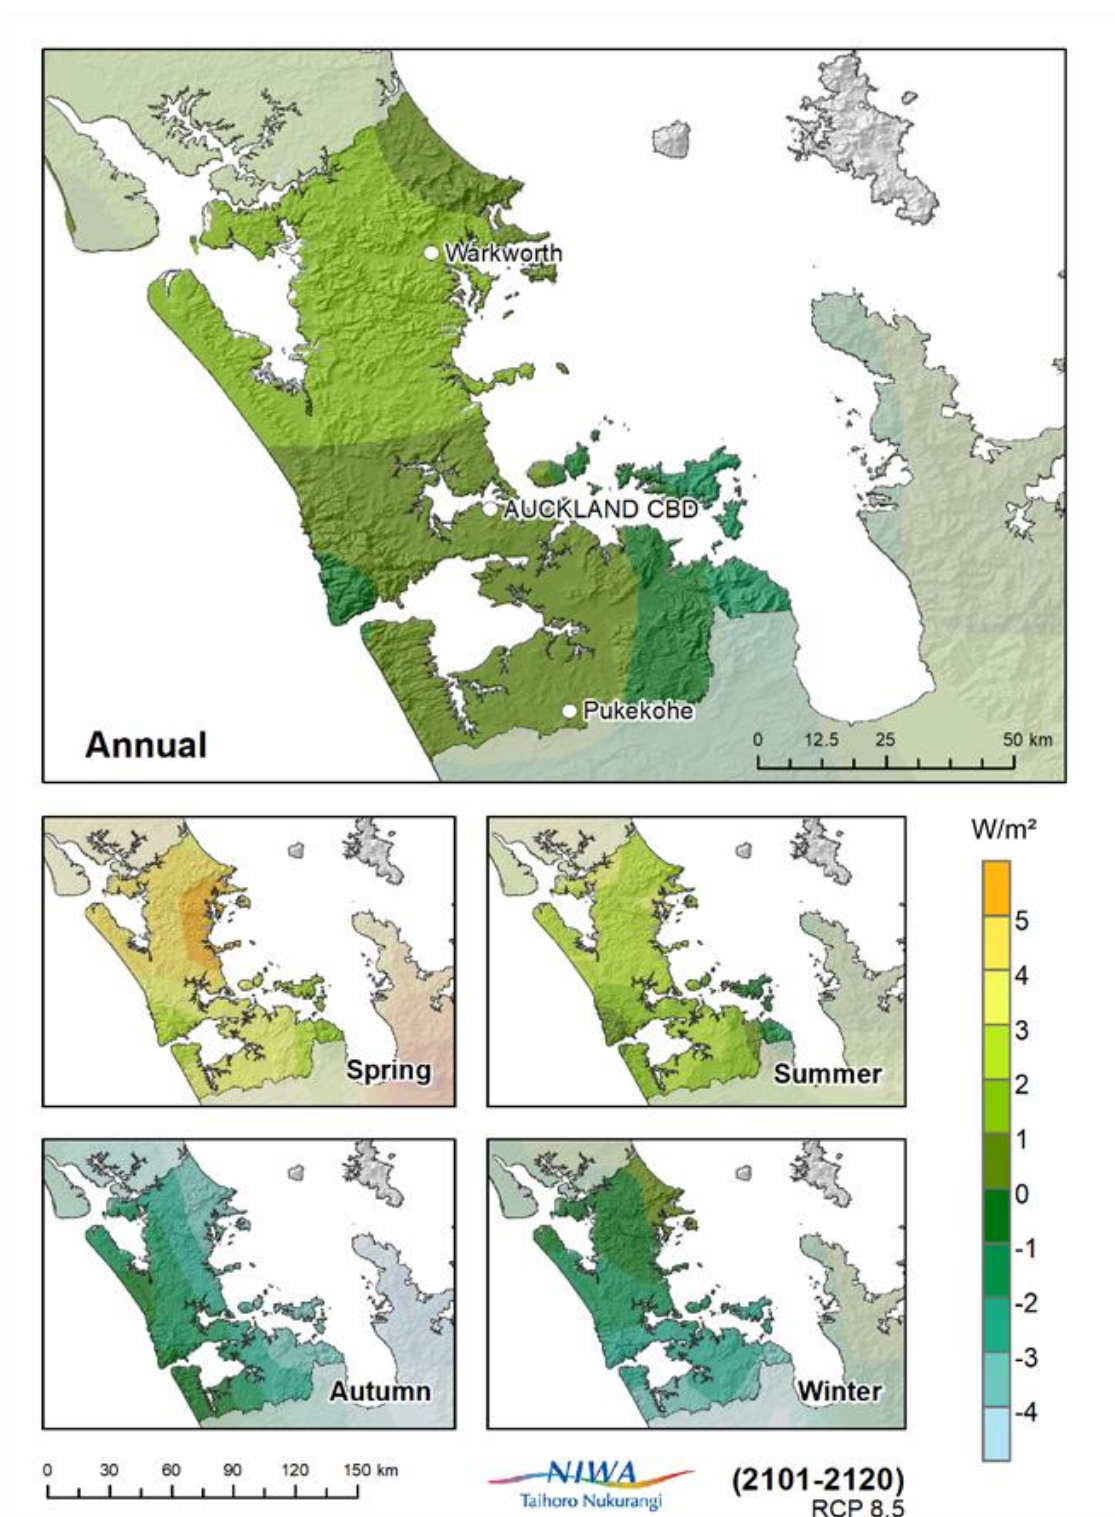 Warkworth
AUCKLAND CBD
Pukekohe
Annual
0 12.5 25 50 km
W/m²
5
4
3
2
1
0
-1
-2
-3
-4
Spring
Summer
Autumn
Winter
0 30 60 90 120 150 km
NIWA
Taihoro Nukurangi
(2101-2120)
RCP 8.5